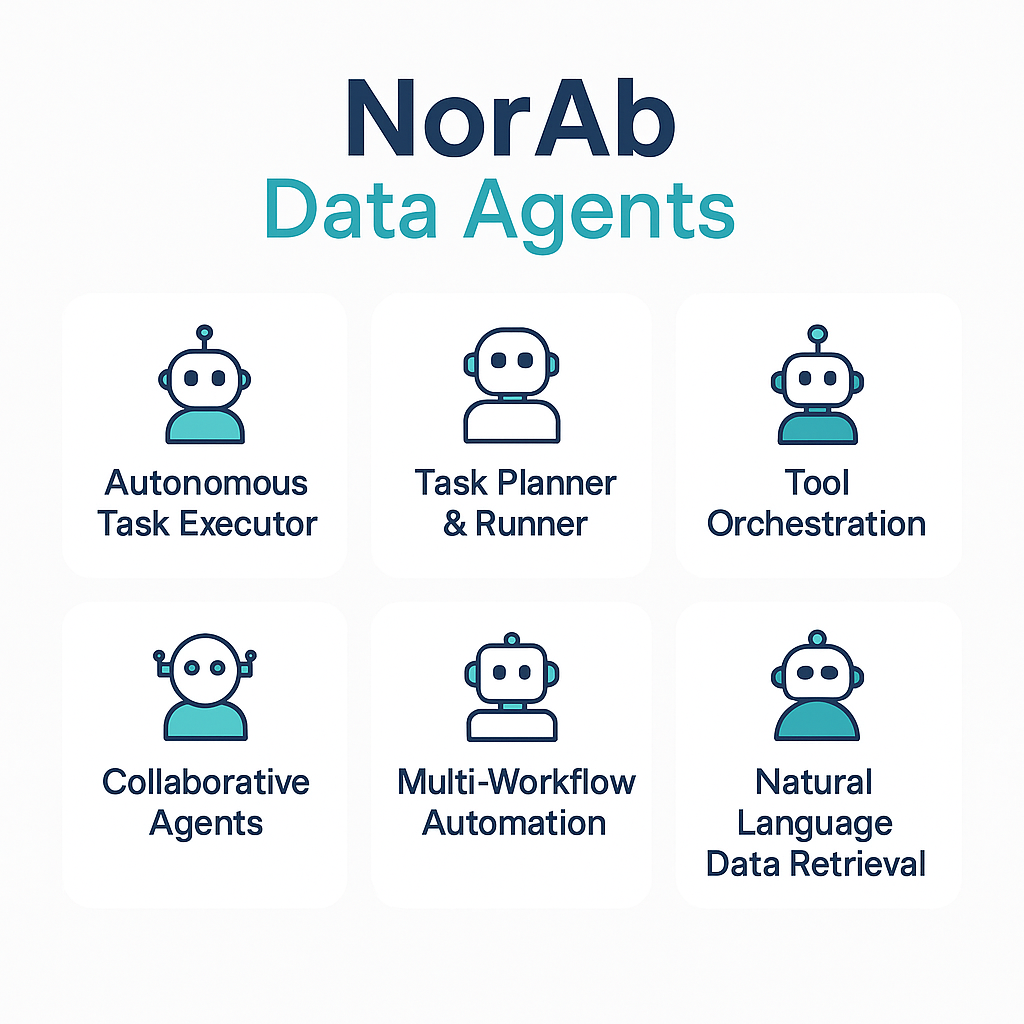 NorAb
Data Agents
Autonomous
Task Executor
Task Planner
& Runner
Tool
Orchestration
Collaborative
Agents
Multi-Workflow
Automation
Natural
Language
Data Retrieval